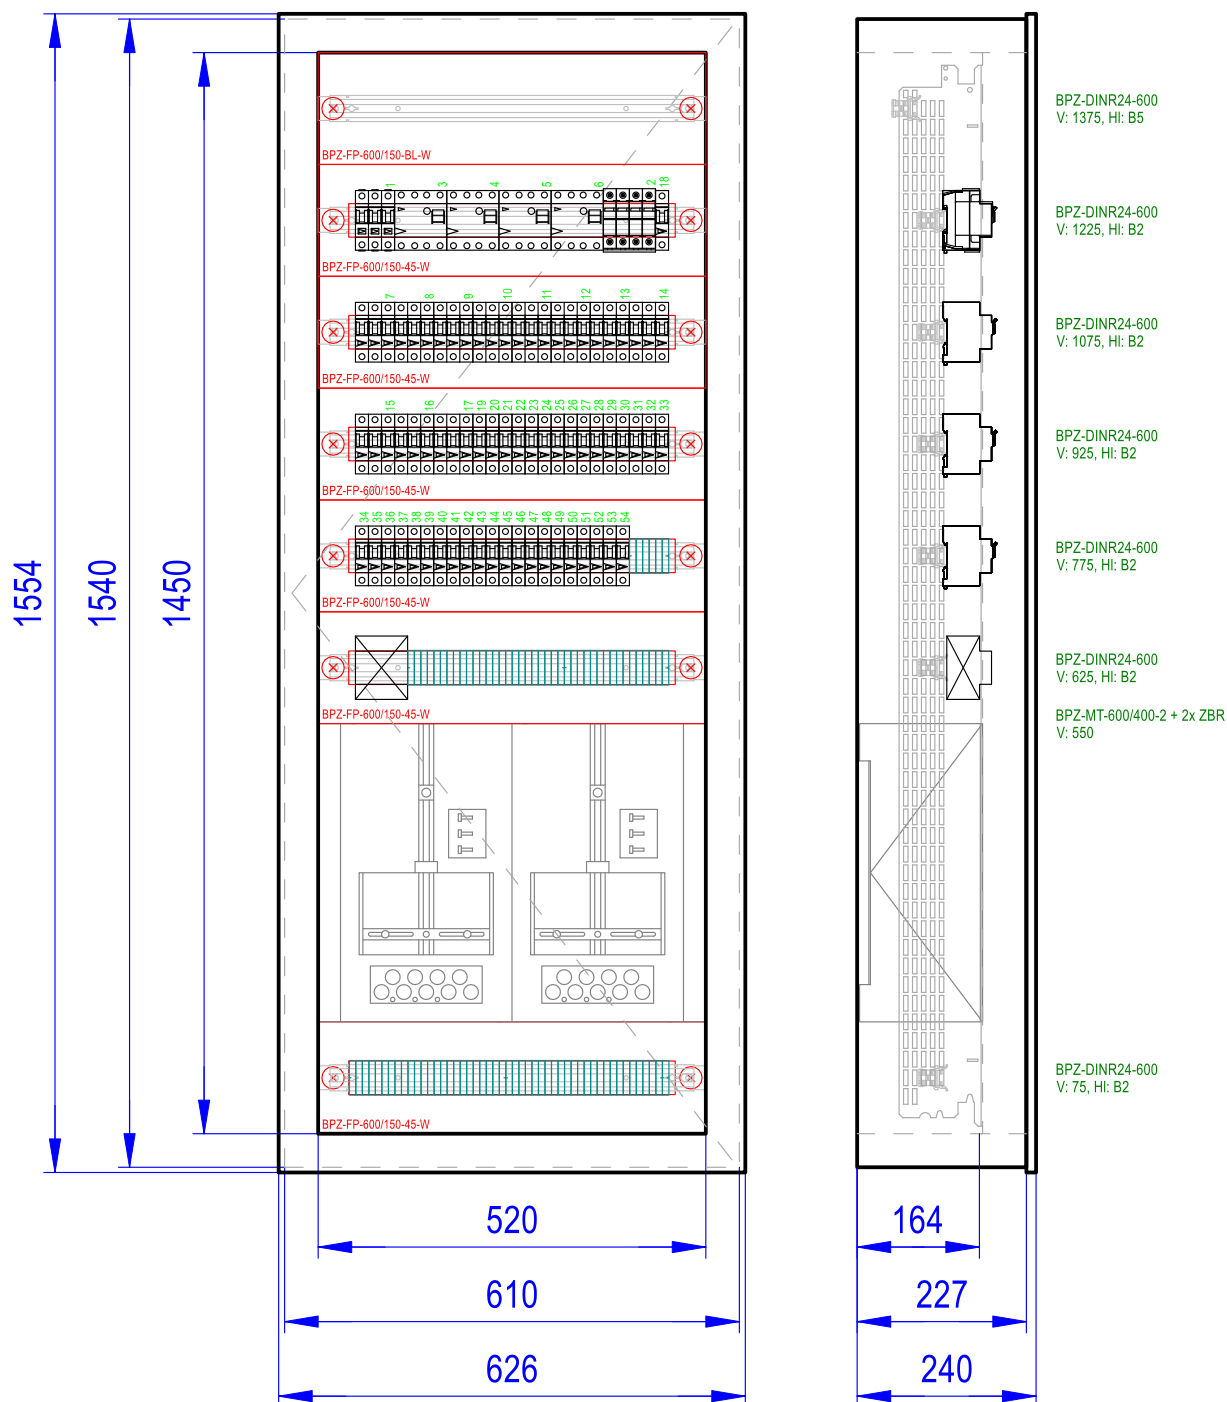 BPZ-DINR24-600
V: 1375, HI: B5
BPZ-FP-600/150-BL-W
1 3 4 5 6 2 18
BPZ-DINR24-600
V: 1225, HI: B2
BPZ-FP-600/150-45-W
7 8 9 10 11 12 13 14
BPZ-DINR24-600
V: 1075, HI: B2
BPZ-FP-600/150-45-W
15 16 17 19 20 21 22 23 24 25 26 27 28 29 30 31 32 33
BPZ-DINR24-600
V: 925, HI: B2
BPZ-FP-600/150-45-W
34 35 36 37 38 39 40 41 42 43 44 45 46 47 48 49 50 51 52 53 54
BPZ-DINR24-600
V: 775, HI: B2
BPZ-FP-600/150-45-W
1554
1540
1450
BPZ-DINR24-600
V: 625, HI: B2
BPZ-FP-600/150-45-W
BPZ-MT-600/400-2 + 2x ZBR
V: 550
BPZ-DINR24-600
V: 75, HI: B2
BPZ-FP-600/150-45-W
520
164
610
227
626
240